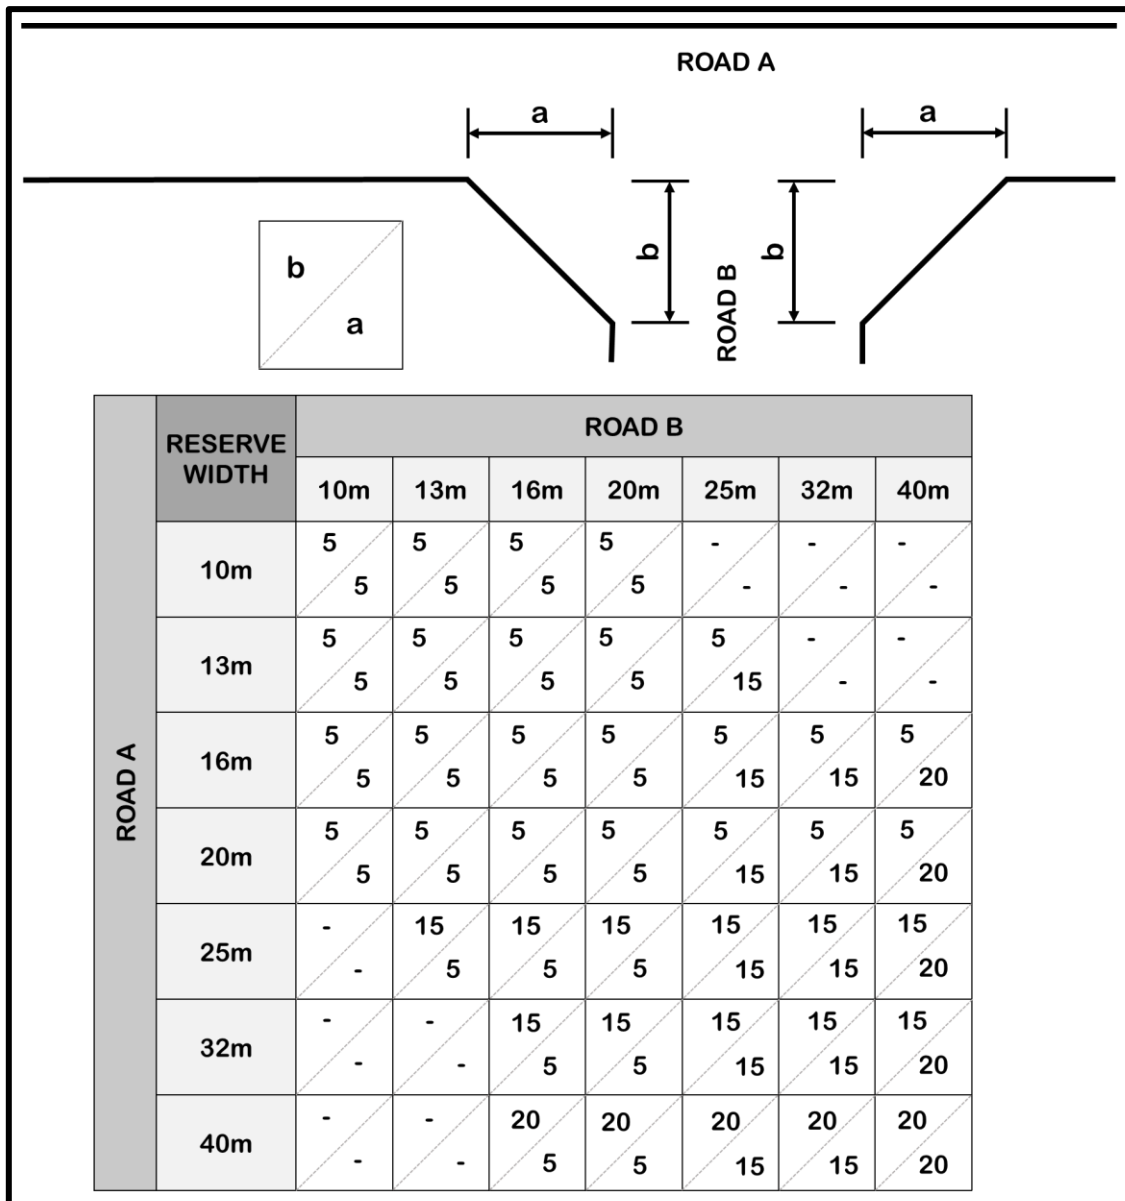 ROAD A
a a
b b
ROAD B
b
a
ROAD A
RESERVE WIDTH
ROAD B
10m 13m 16m 20m 25m 32m 40m
10m
5 5 5 5 - - -
5 5 5 5 - - -
13m
5 5 5 5 5 - -
5 5 5 5 15 - -
16m
5 5 5 5 5 5 5
5 5 5 5 15 15 20
20m
5 5 5 5 5 5 5
5 5 5 5 15 15 20
25m
- 15 15 15 15 15 15
- 5 5 5 15 15 20
32m
- - 15 15 15 15 15
- - 5 5 15 15 20
40m
- - 20 20 20 20 20
- - 5 5 15 15 20